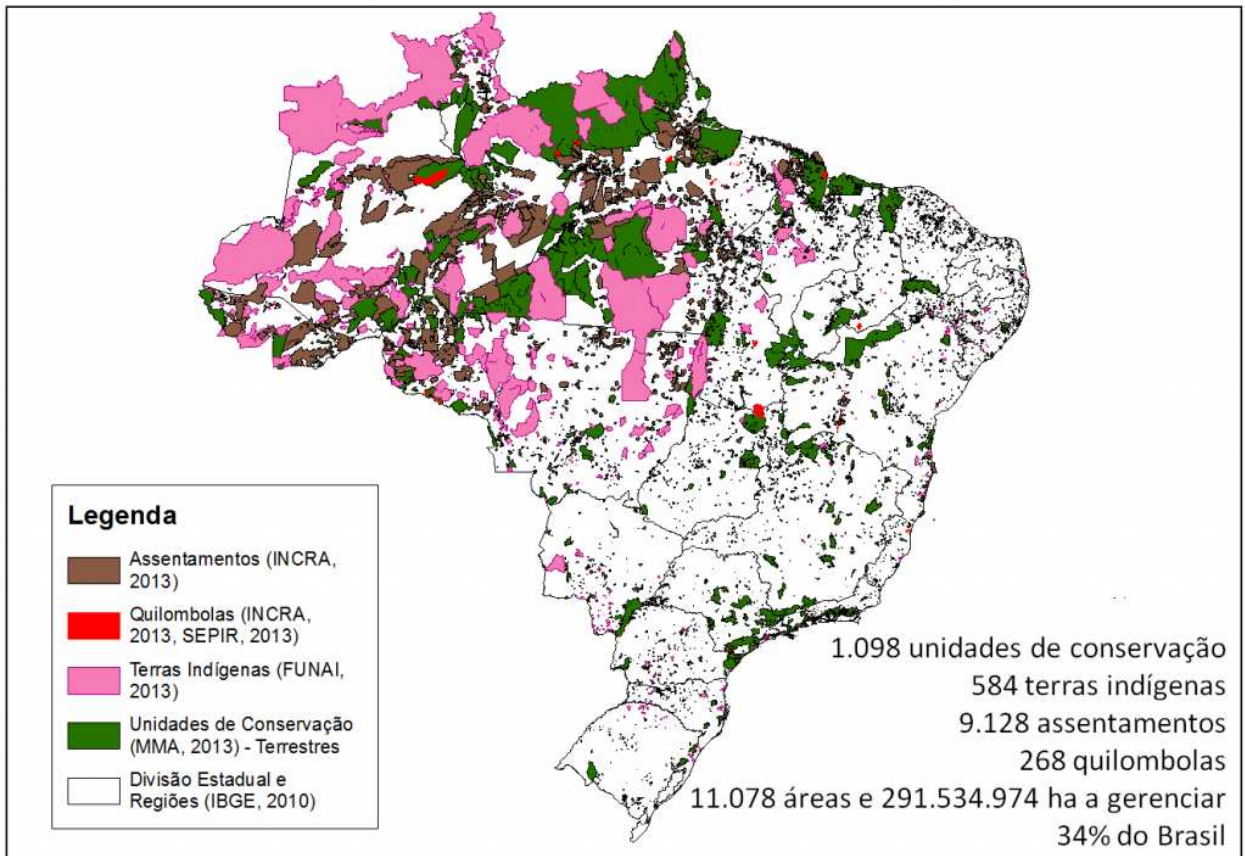 Legenda
Assentamentos (INCRA,
2013)
Quilombolas (INCRA,
2013, SEPIR, 2013)
Terras Indígenas (FUNAI,
2013)
Unidades de Conservação
(MMA, 2013) - Terrestres
Divisão Estadual e
Regiões (IBGE, 2010)
1.098 unidades de conservação
584 terras indígenas
9.128 assentamentos
268 quilombolas
11.078 áreas e 291.534.974 ha a gerenciar
34% do Brasil